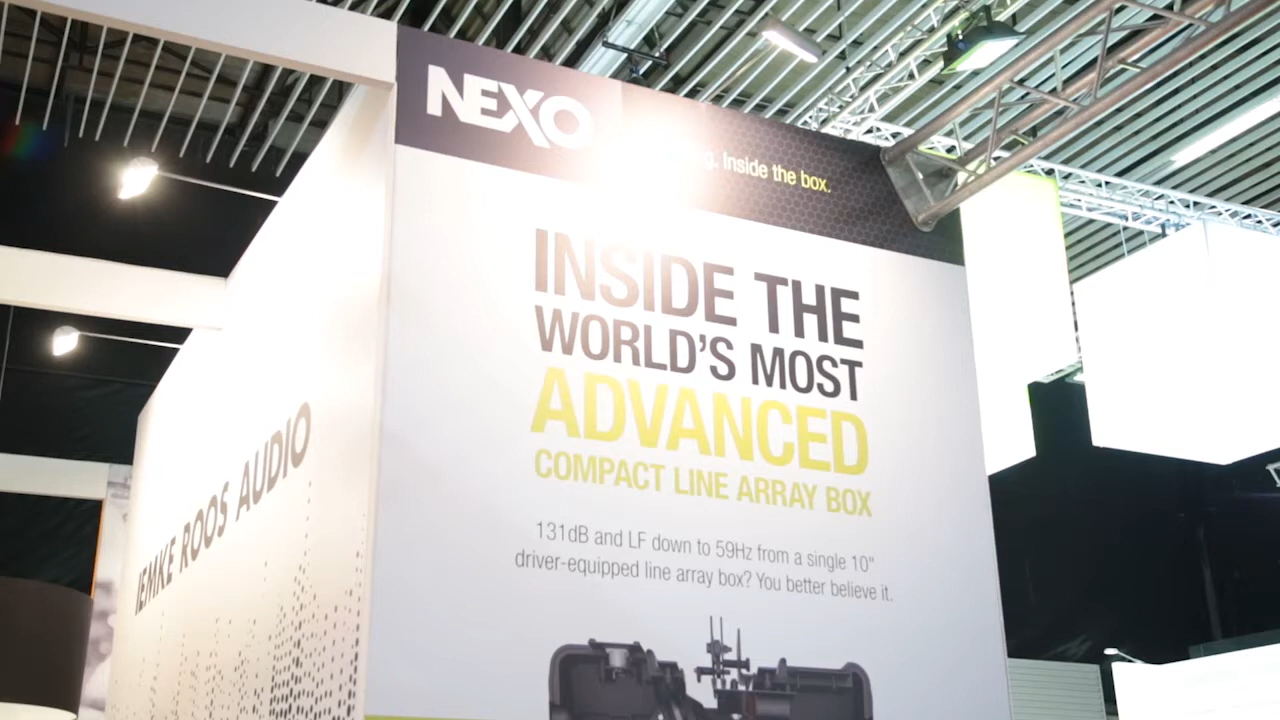 NEXO
Inside the box.
INSIDE THE
WORLD'S MOST
ADVANCED
COMPACT LINE ARRAY BOX
131dB and LF down to 59Hz from a single 10"
driver-equipped line array box? You better believe it.
IEMKE ROOS AUDIO